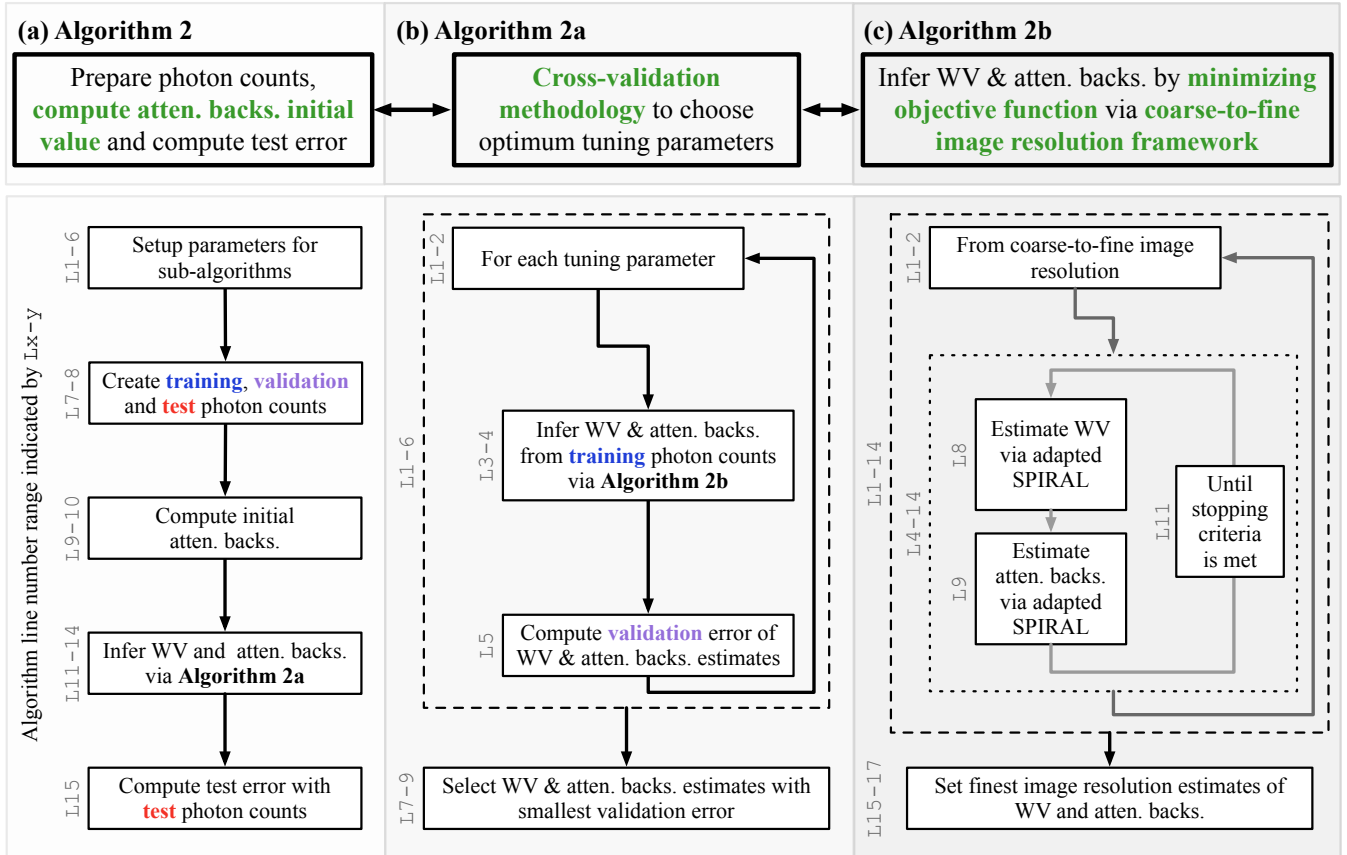 (a) Algorithm 2
Prepare photon counts,
compute atten. backs. initial
value and compute test error
(b) Algorithm 2a
Cross-validation
methodology to choose
optimum tuning parameters
(c) Algorithm 2b
Infer WV & atten. backs. by minimizing
objective function via coarse-to-fine
image resolution framework
Algorithm line number range indicated by Lx-y
L1-6
Setup parameters for
sub-algorithms
L7-8
Create training, validation
and test photon counts
L9-10
Compute initial
atten. backs.
L11-14
Infer WV and atten. backs.
via Algorithm 2a
L15
Compute test error with
test photon counts
L1-6
L1-2
For each tuning parameter
L3-4
Infer WV & atten. backs.
from training photon counts
via Algorithm 2b
L5
Compute validation error of
WV & atten. backs. estimates
L7-9
Select WV & atten. backs. estimates with
smallest validation error
L1-14
L1-2
From coarse-to-fine image
resolution
L4-14
L8
Estimate WV
via adapted
SPIRAL
L9
Estimate
atten. backs.
via adapted
SPIRAL
L11
Until
stopping
criteria
is met
L15-17
Set finest image resolution estimates of
WV and atten. backs.